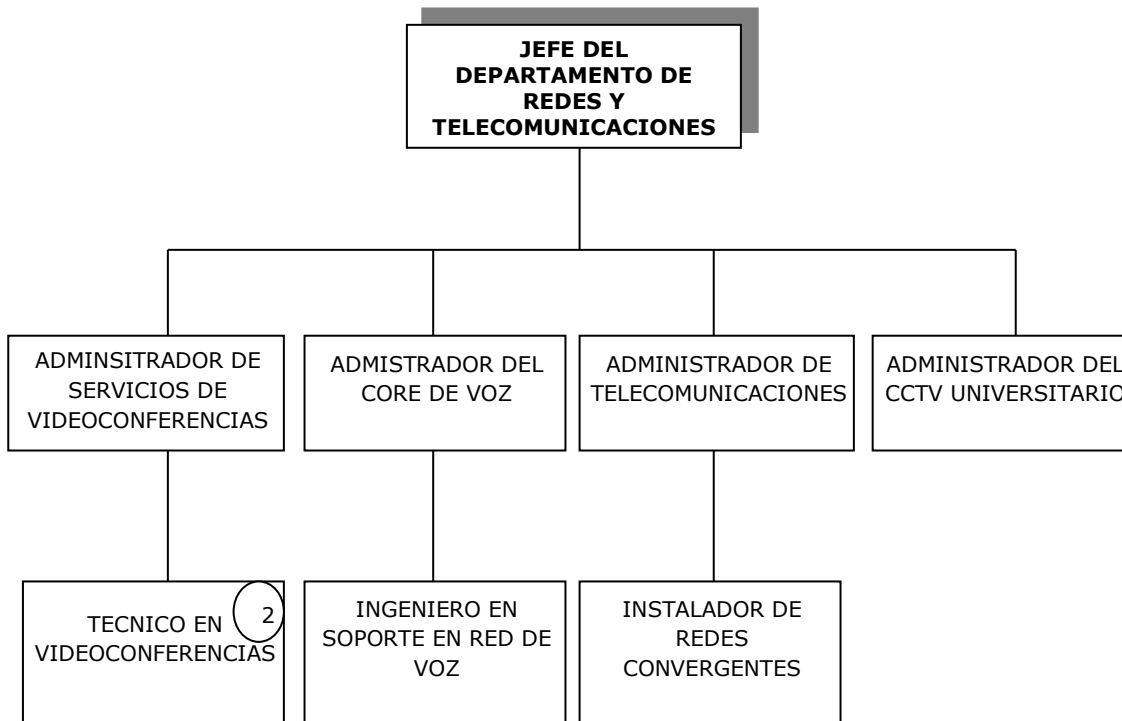 JEFE DEL
DEPARTAMENTO DE
REDES Y
TELECOMUNICACIONES
ADMINSITRADOR DE
SERVICIOS DE
VIDEOCONFERENCIAS
ADMISTRADOR DEL
CORE DE VOZ
ADMINISTRADOR DE
TELECOMUNICACIONES
ADMINISTRADOR DEL
CCTV UNIVERSITARIO
TECNICO EN
VIDEOCONFERENCIAS
2
INGENIERO EN
SOPORTE EN RED DE
VOZ
INSTALADOR DE
REDES
CONVERGENTES